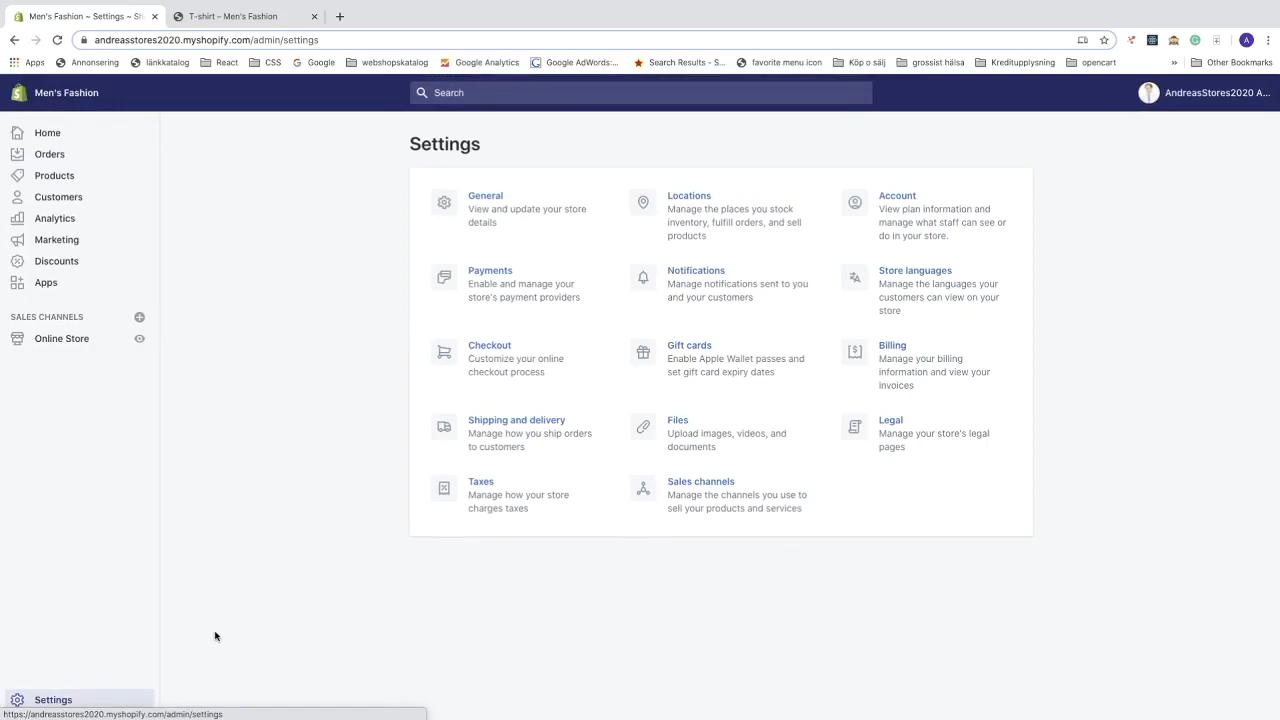 Men's Fashion ~ Settings ~ Sh
T-shirt – Men's Fashion
andreasstores2020.myshopify.com/admin/settings
A
Apps
Annonsering
länkkatalog
React
CSS
Google
webshopskatalog
Google Analytics
Google AdWords:...
Search Results - S...
favorite menu icon
Köp o sälj
grossist hälsa
Kreditupplysning
opencart
»
Other Bookmarks
Men's Fashion
Search
AndreasStores2020 A...
Home
Orders
Products
Customers
Analytics
Marketing
Discounts
Apps
SALES CHANNELS
Online Store
Settings
Settings
General
View and update your store
details
Locations
Manage the places you stock
inventory, fulfill orders, and sell
products
Account
View plan information and
manage what staff can see or
do in your store.
Payments
Enable and manage your
store's payment providers
Notifications
Manage notifications sent to you
and your customers
Store languages
Manage the languages your
customers can view on your
store
Checkout
Customize your online
checkout process
Gift cards
Enable Apple Wallet passes and
set gift card expiry dates
Billing
Manage your billing
information and view your
invoices
Shipping and delivery
Manage how you ship orders
to customers
Files
Upload images, videos, and
documents
Legal
Manage your store's legal
pages
Taxes
Manage how your store
charges taxes
Sales channels
Manage the channels you use to
sell your products and services
https://andreasstores2020.myshopify.com/admin/settings